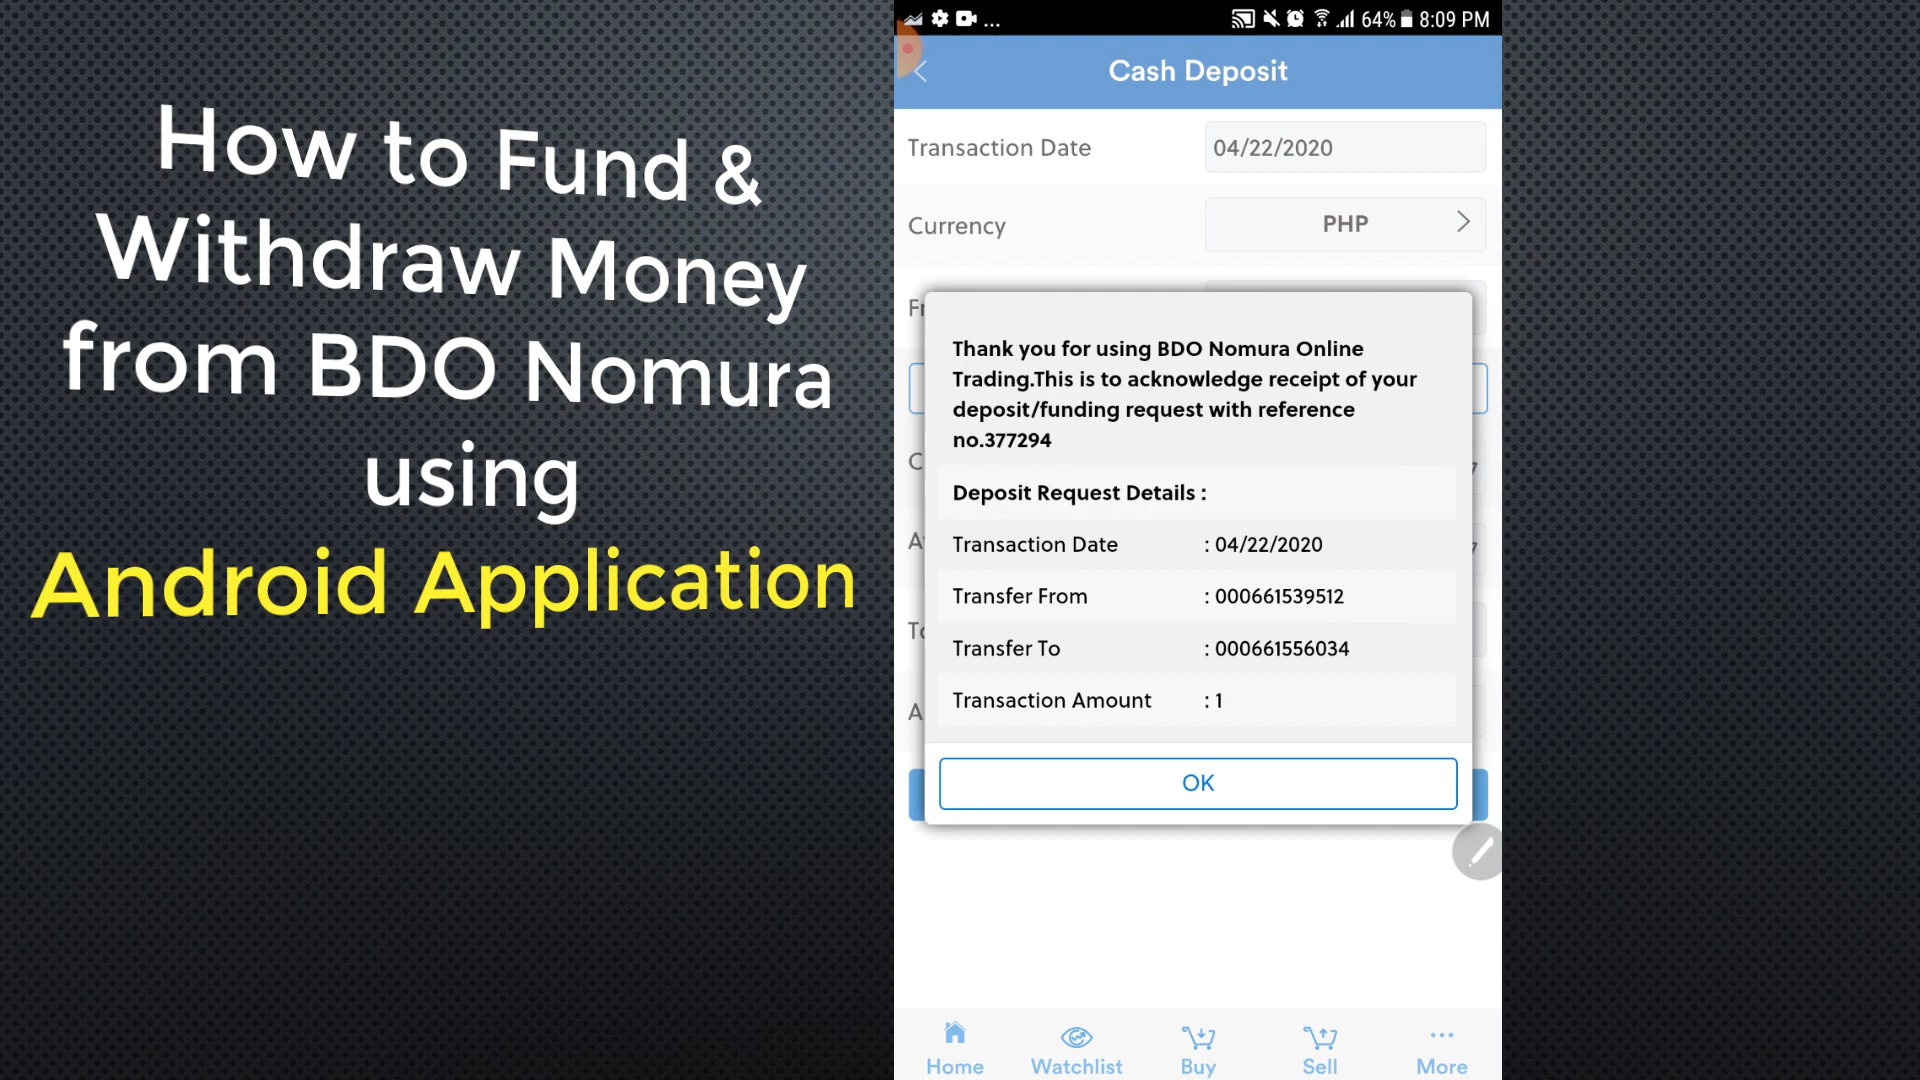 How to Fund &
Withdraw Money
from BDO Nomura
using
Android Application
... 64% 8:09 PM
Cash Deposit
Transaction Date 04/22/2020
Currency PHP
Thank you for using BDO Nomura Online
Trading.This is to acknowledge receipt of your
deposit/funding request with reference
no.377294
Deposit Request Details :
Transaction Date : 04/22/2020
Transfer From : 000661539512
Transfer To : 000661556034
Transaction Amount : 1
OK
Home Watchlist Buy Sell More